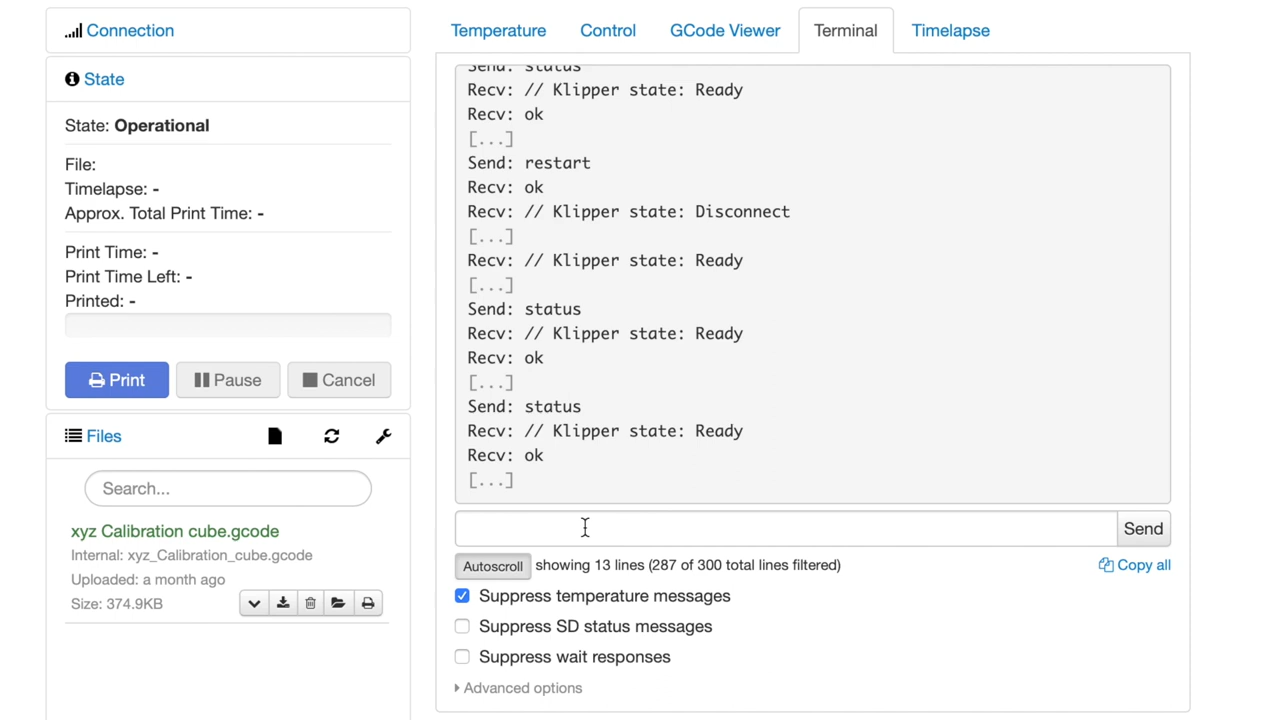 Connection
State
State: Operational
File:
Timelapse: -
Approx. Total Print Time: -
Print Time: -
Print Time Left: -
Printed: -
Print
Pause
Cancel
Files
Search...
xyz Calibration cube.gcode
Internal: xyz_Calibration_cube.gcode
Uploaded: a month ago
Size: 374.9KB
Temperature
Control
GCode Viewer
Terminal
Timelapse
Send: status
Recv: // Klipper state: Ready
Recv: ok
[...]
Send: restart
Recv: ok
Recv: // Klipper state: Disconnect
[...]
Recv: // Klipper state: Ready
[...]
Send: status
Recv: // Klipper state: Ready
Recv: ok
[...]
Send: status
Recv: // Klipper state: Ready
Recv: ok
[...]
Send
Autoscroll showing 13 lines (287 of 300 total lines filtered)
Copy all
Suppress temperature messages
Suppress SD status messages
Suppress wait responses
Advanced options